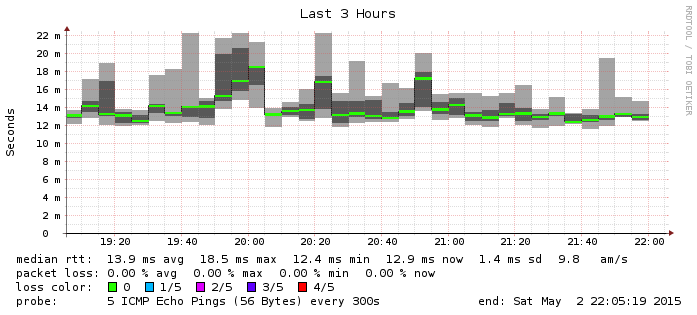 Last 3 Hours
RRDTOOL / TOBI OETIKER
Seconds
22 m
20 m
18 m
16 m
14 m
12 m
10 m
8 m
6 m
4 m
2 m
0
19:20 19:40 20:00 20:20 20:40 21:00 21:20 21:40 22:00
median rtt: 13.9 ms avg 18.5 ms max 12.4 ms min 12.9 ms now 1.4 ms sd 9.8 am/s
packet loss: 0.00 % avg 0.00 % max 0.00 % min 0.00 % now
loss color: 0 1/5 2/5 3/5 4/5
probe: 5 ICMP Echo Pings (56 Bytes) every 300s end: Sat May 2 22:05:19 2015